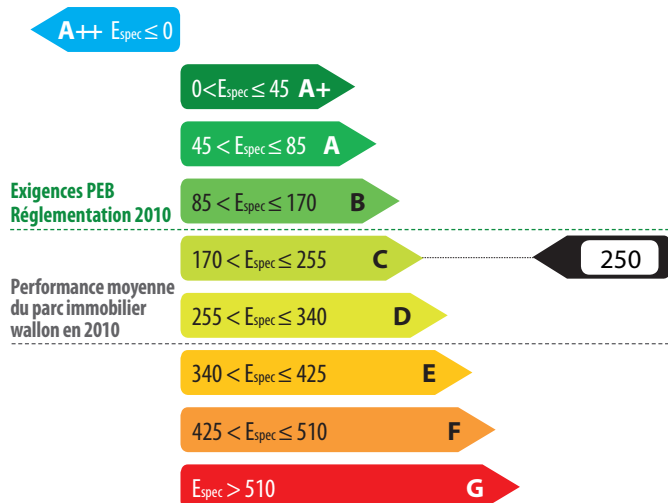 A++ Espec ≤ 0
0<Espec ≤ 45 A+
45 < Espec ≤ 85 A
Exigences PEB
Réglementation 2010
85 < Espec ≤ 170 B
170 < Espec ≤ 255 C
250
Performance moyenne
du parc immobilier
wallon en 2010
255 < Espec ≤ 340 D
340 < Espec ≤ 425 E
425 < Espec ≤ 510 F
Espec > 510 G